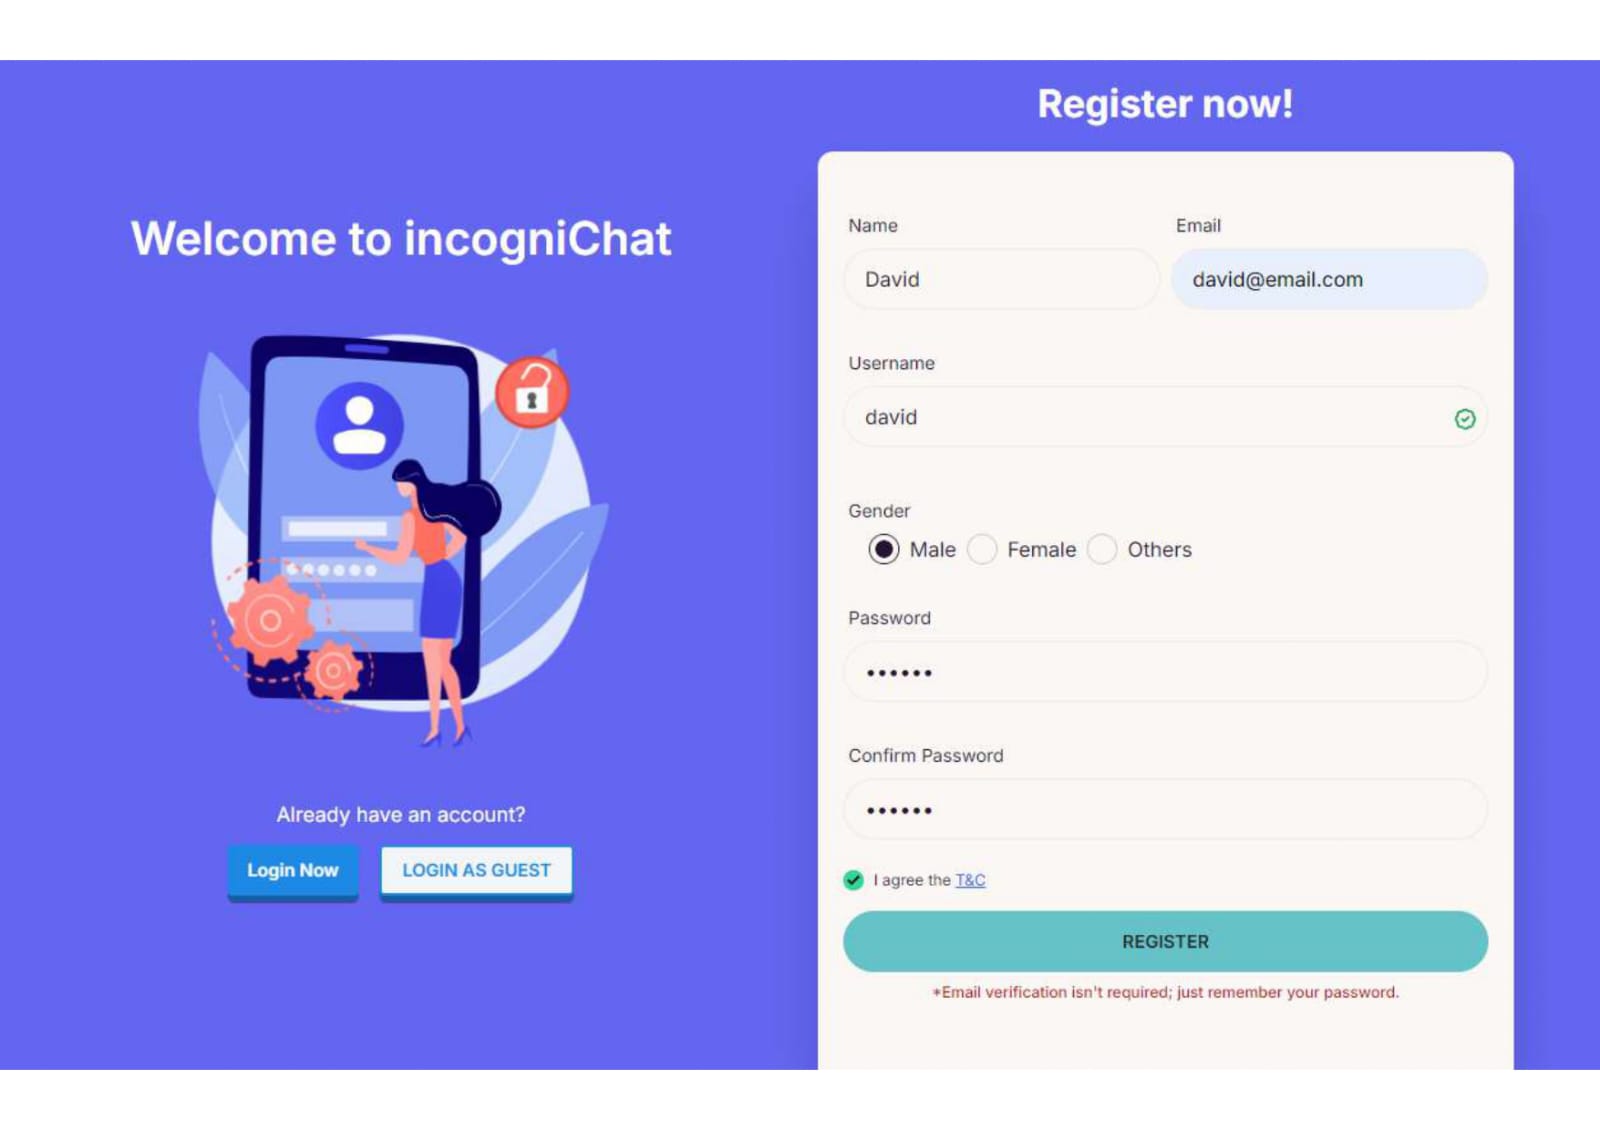 Register now!
Welcome to incogniChat
Name
Email
David
david@email.com
Username
david
Gender
Male
Female
Others
Password
••••••
Confirm Password
••••••
Already have an account?
Login Now
LOGIN AS GUEST
I agree the T&C
REGISTER
*Email verification isn't required; just remember your password.